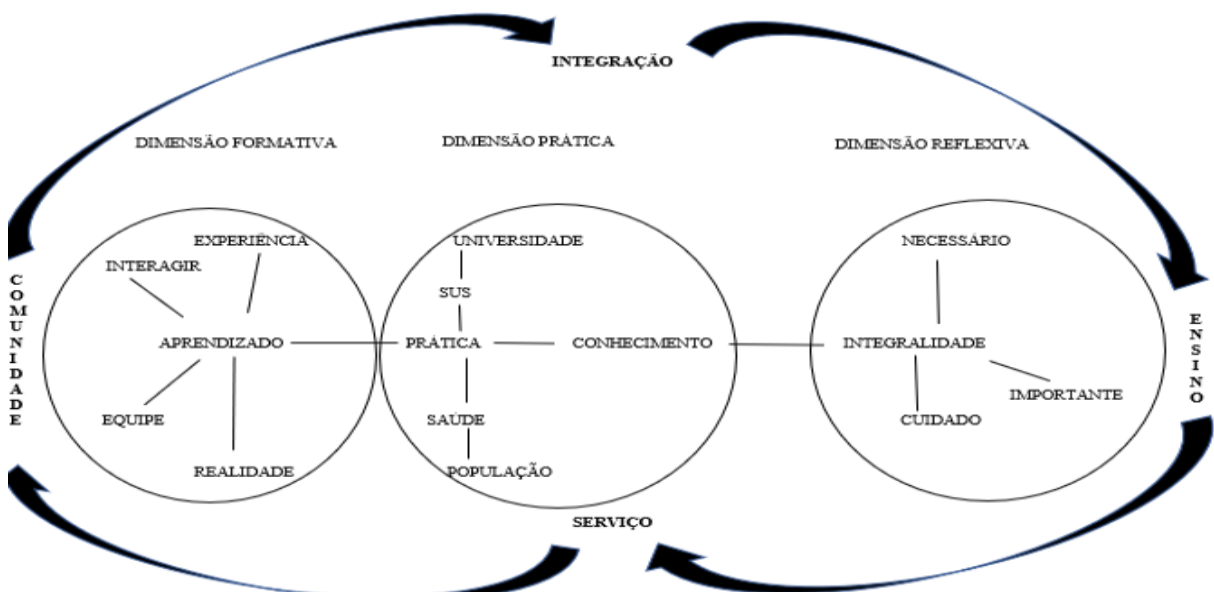 INTEGRAÇÃO
DIMENSÃO FORMATIVA
DIMENSÃO PRÁTICA
DIMENSÃO REFLEXIVA
COMUNIDADE
EXPERIÊNCIA
INTERAGIR
APRENDIZADO
EQUIPE
REALIDADE
UNIVERSIDADE
SUS
PRÁTICA
CONHECIMENTO
SAÚDE
POPULAÇÃO
NECESSÁRIO
INTEGRALIDADE
IMPORTANTE
CUIDADO
ENSINO
SERVIÇO